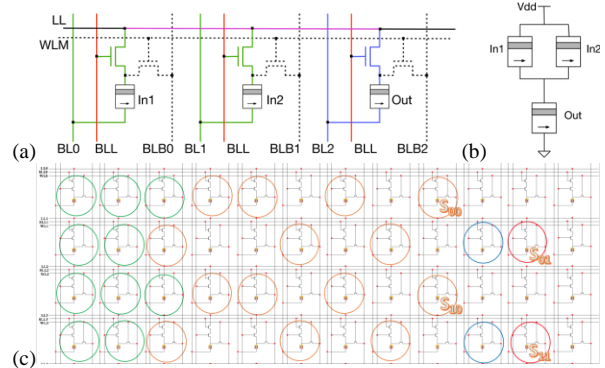 LL
WLM
In1
In2
Out
BL0
BLL
BLB0
BL1
BLL
BLB1
BL2
BLL
BLB2
(a)
Vdd
In1
In2
Out
(b)
S00
S01
S10
S11
(c)